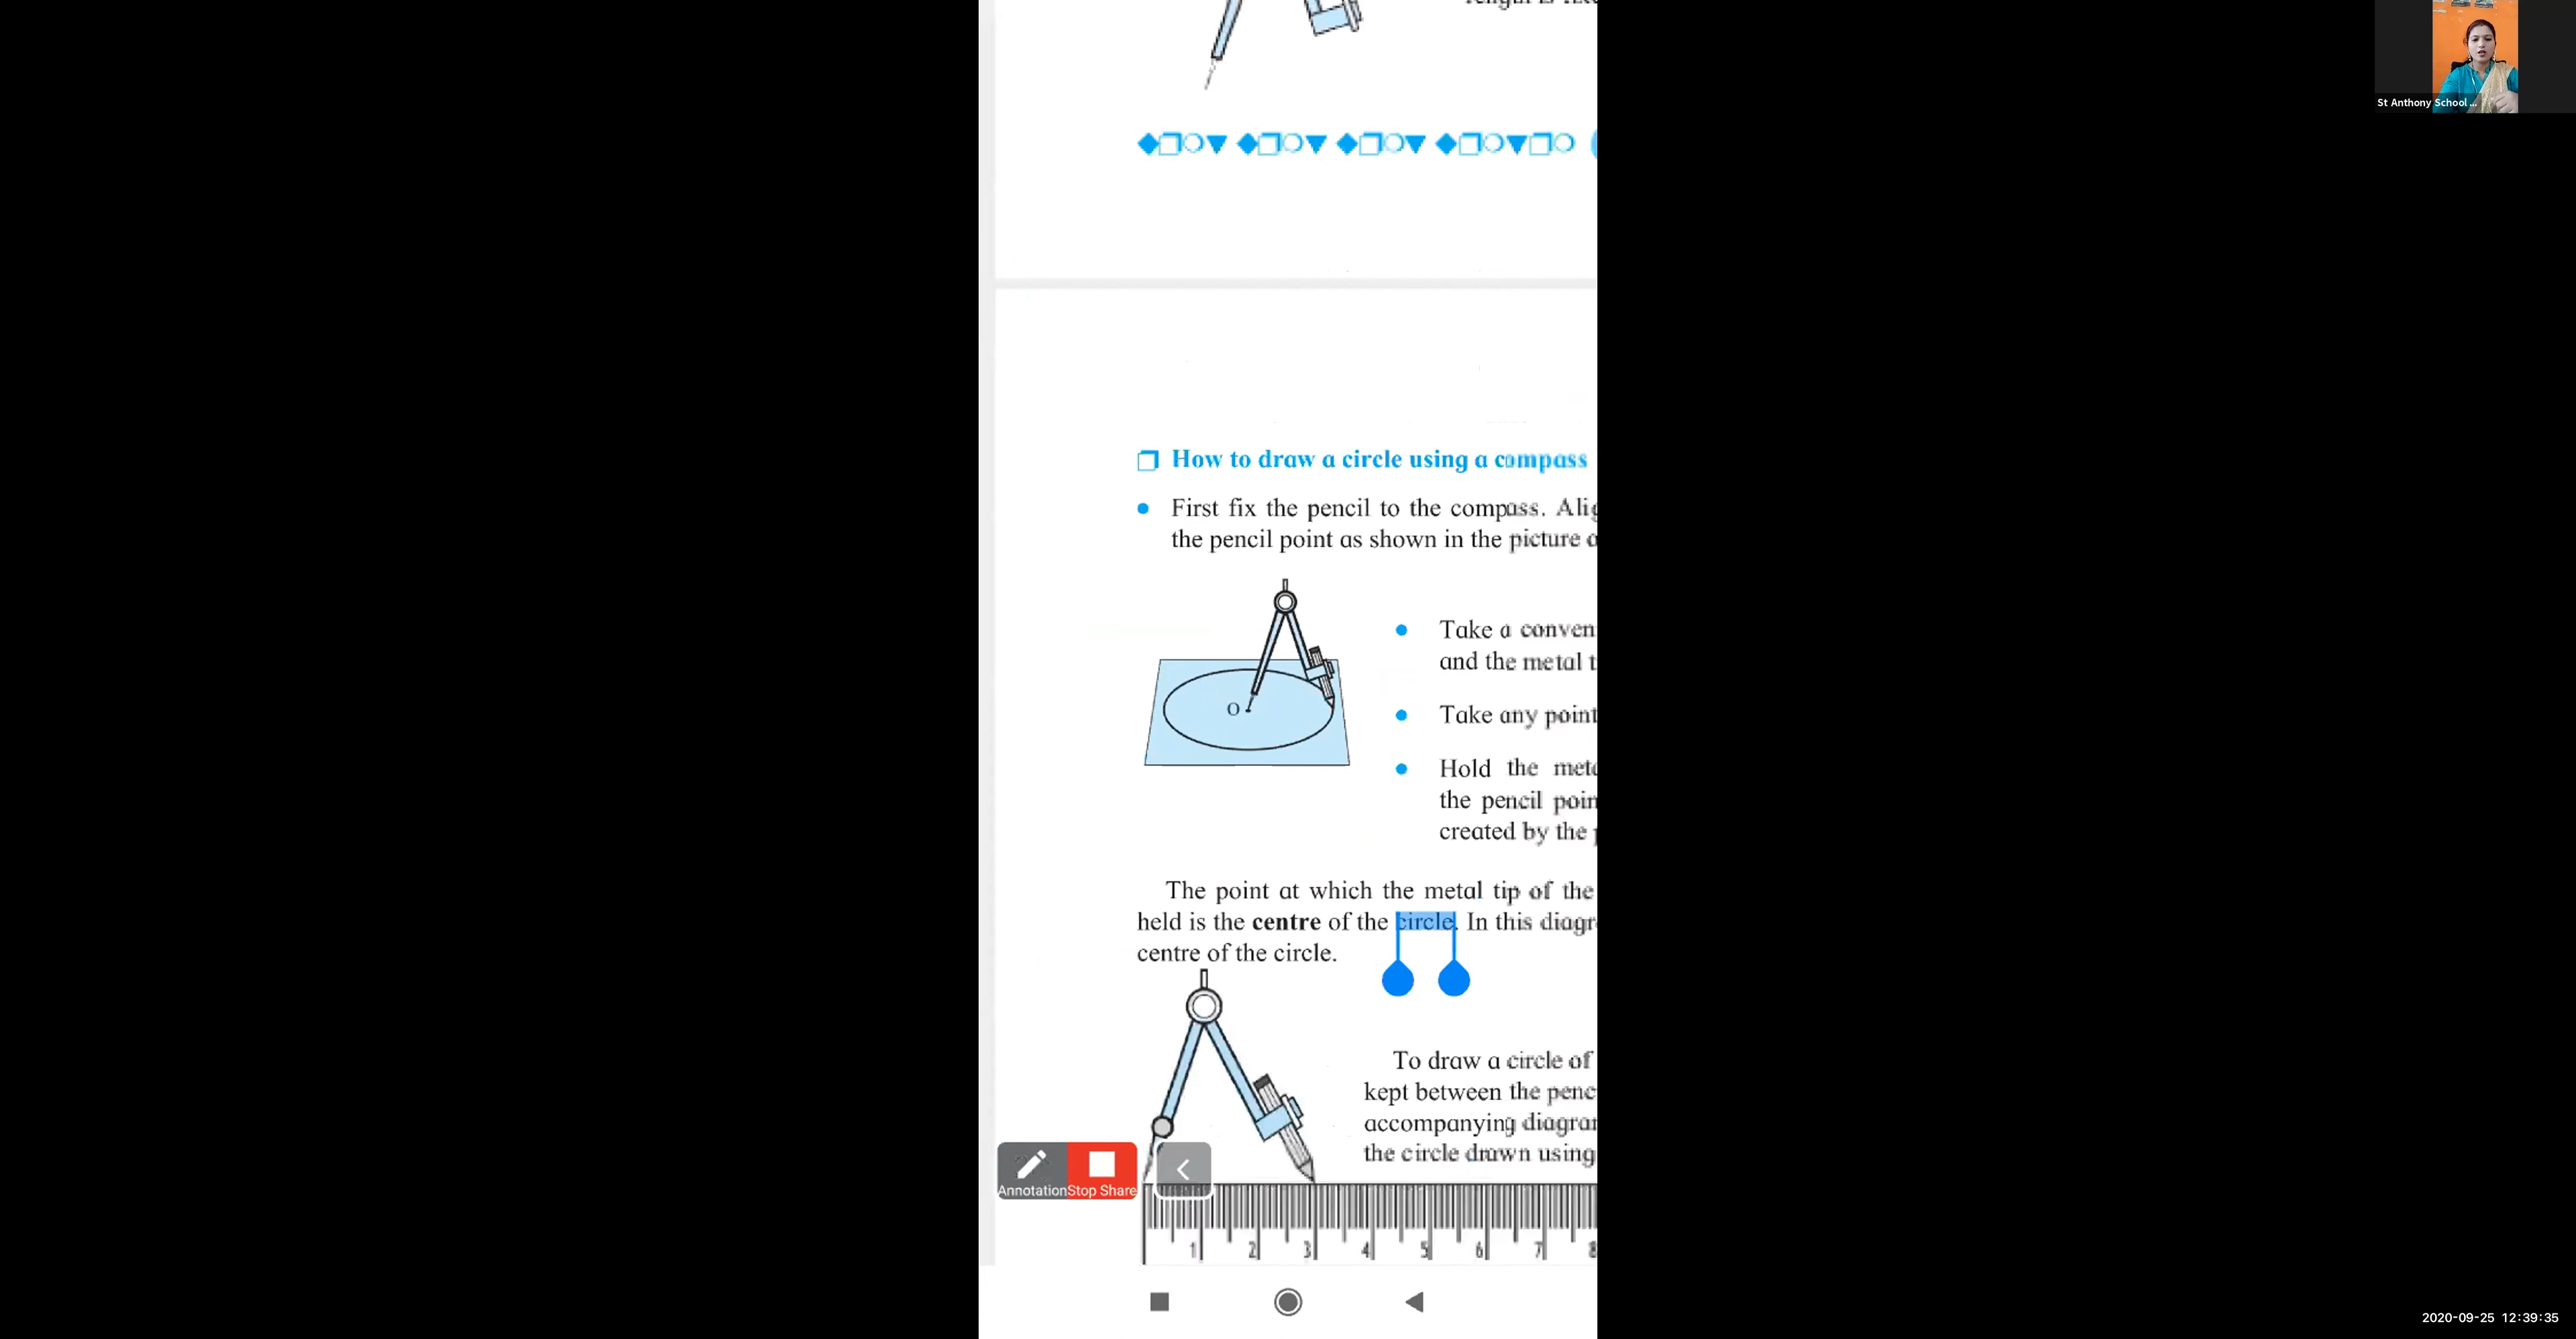 St Anthony School ...
How to draw a circle using a compass
First fix the pencil to the compass. Alig
the pencil point as shown in the picture
Take a conven
and the metal t
Take any point
Hold the met
the pencil poin
created by the
O
The point at which the metal tip of the
held is the centre of the circle. In this diagr
centre of the circle.
To draw a circle of
kept between the penc
accompanying diagra
the circle drawn using
Annotation Stop Share
1 2 3 4 5 6 7 8
2020-09-25 12:39:35